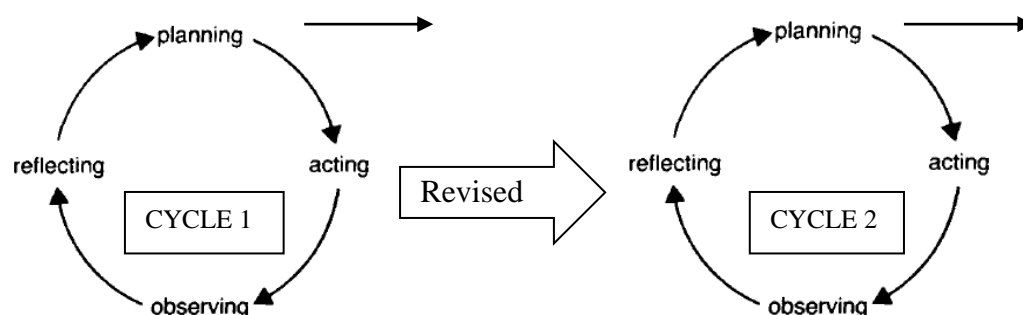 planning
reflecting
acting
CYCLE 1
observing
Revised
planning
reflecting
acting
CYCLE 2
observing